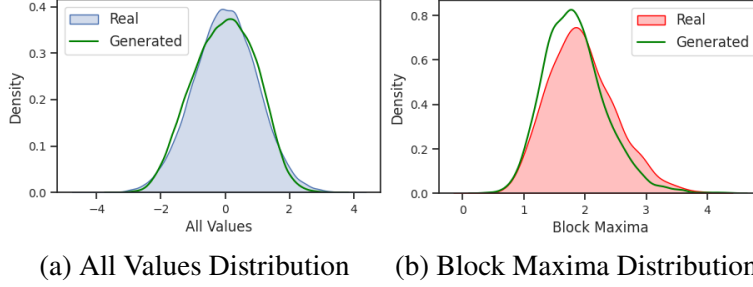 0.4
0.3
0.2
0.1
0.0
Density
−4
−2
0
2
4
All Values
Real
Generated
(a) All Values Distribution
0.8
0.6
0.4
0.2
0.0
Density
0
1
2
3
4
Block Maxima
Real
Generated
(b) Block Maxima Distribution